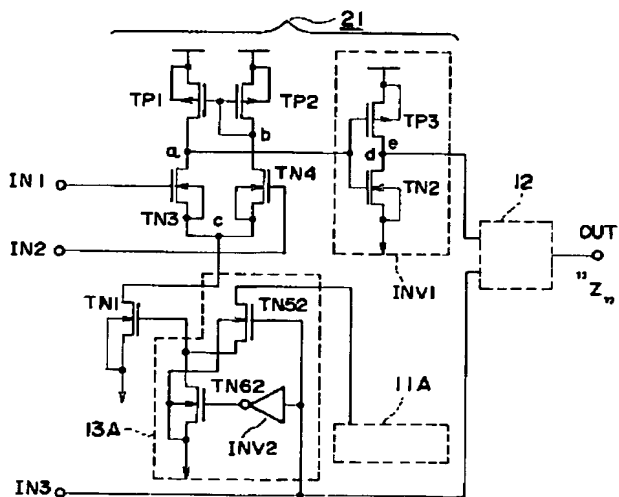 21
TP1
TP2
TP3
b
a
e
d
IN1
TN4
TN2
TN3
c
12
IN2
OUT
"Z"
INV1
TN1
TN52
TN62
11A
13A
INV2
IN3